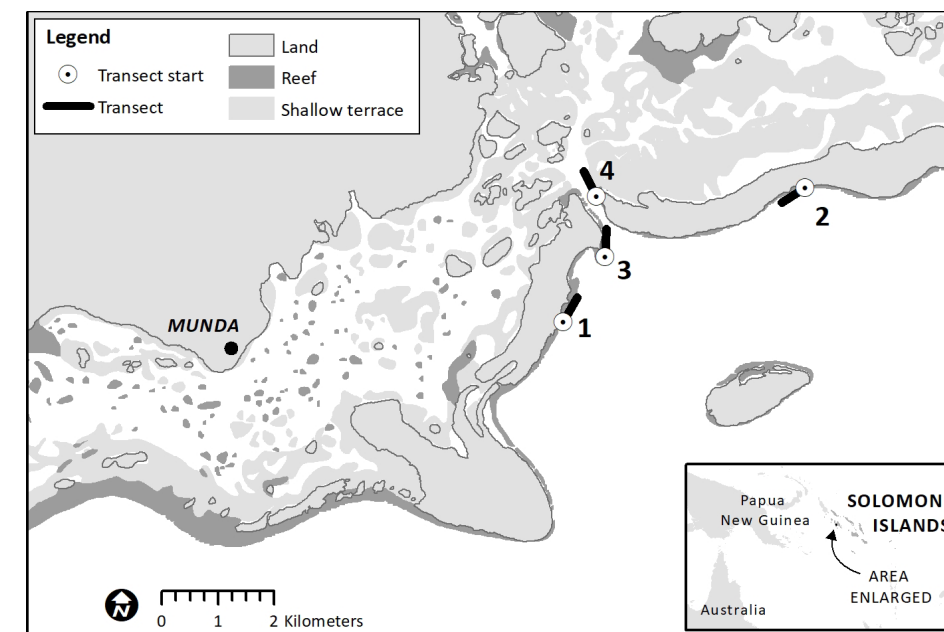 Legend
Transect start
Transect
Land
Reef
Shallow terrace
4
2
3
1
MUNDA
N
0 1 2 Kilometers
Papua
New Guinea
SOLOMON
ISLANDS
AREA
ENLARGED
Australia